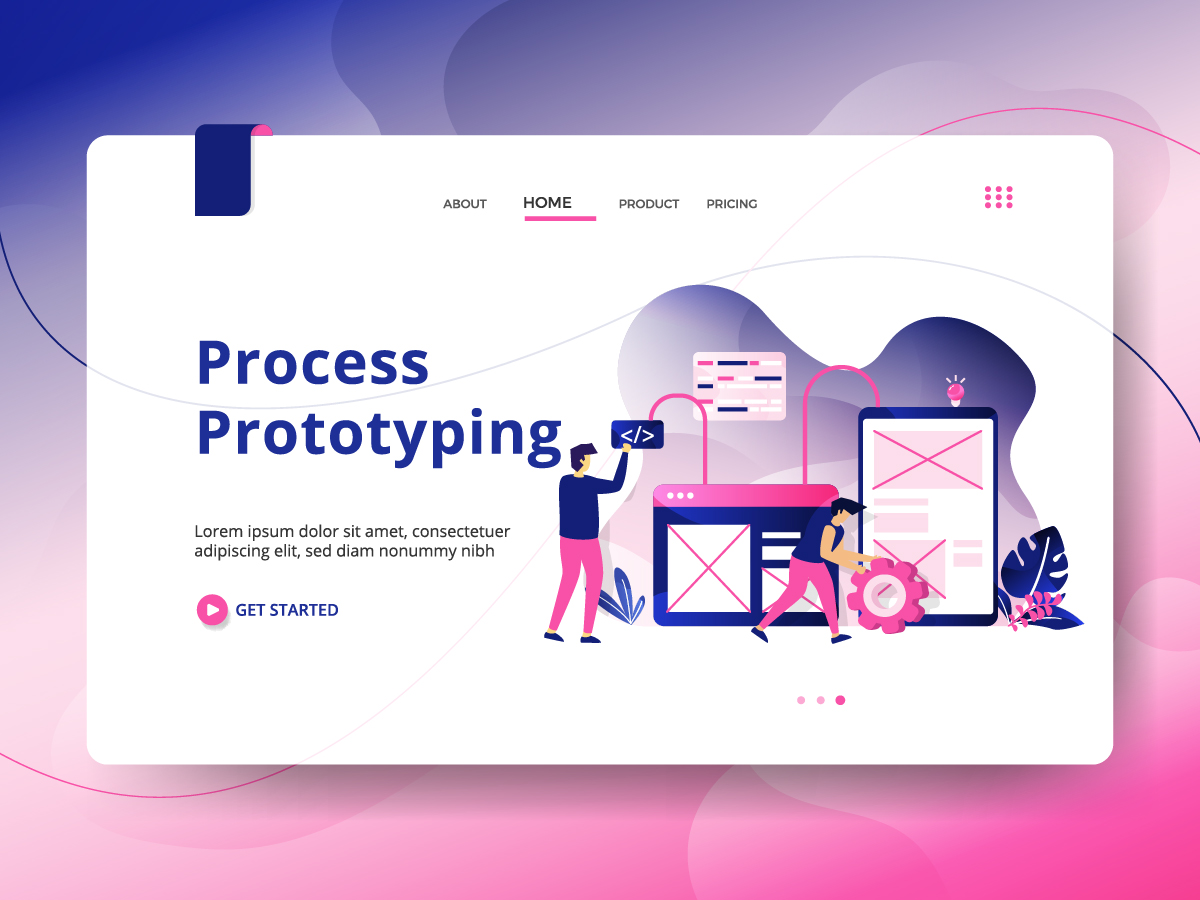 ABOUT HOME PRODUCT PRICING
Process
Prototyping
</>
Lorem ipsum dolor sit amet, consectetuer
adipiscing elit, sed diam nonummy nibh
GET STARTED